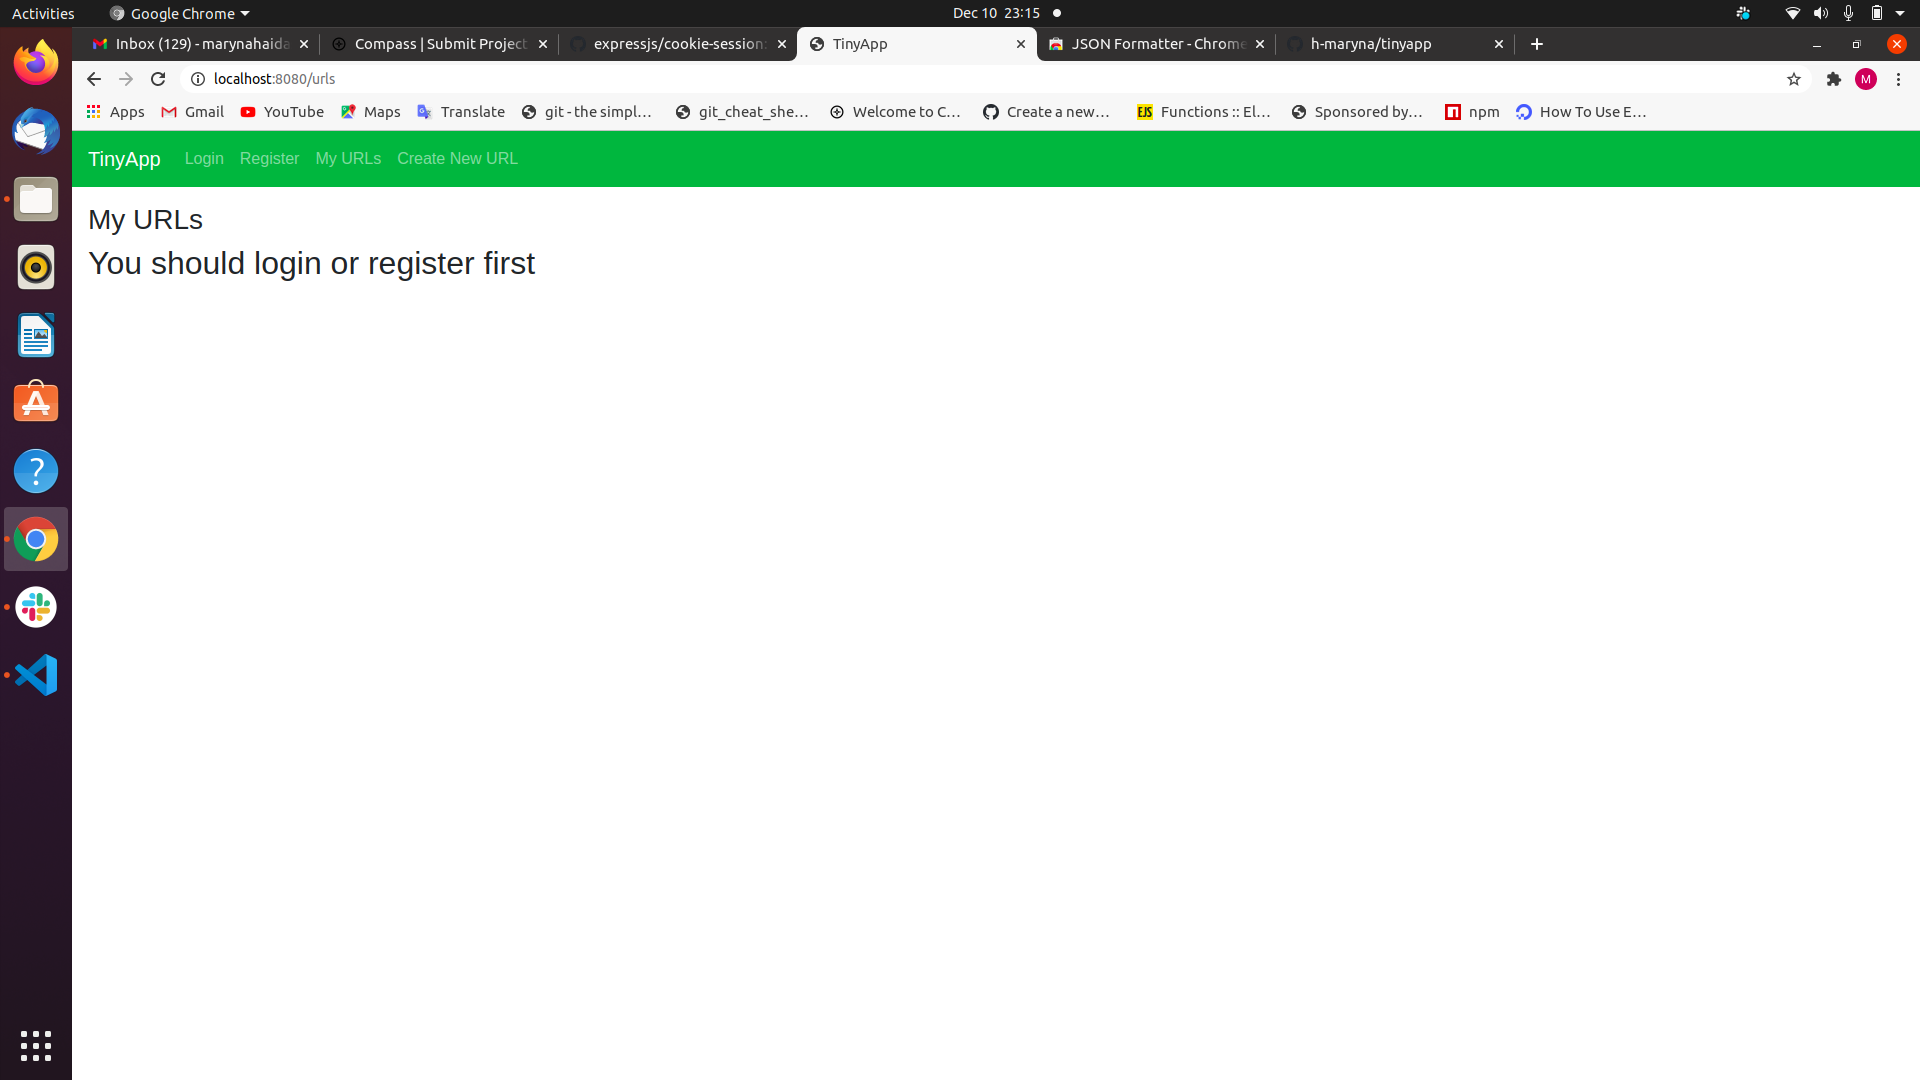 Activities Google Chrome Dec 10 23:15
Inbox (129) - marynahaida Compass | Submit Project expressjs/cookie-session: TinyApp JSON Formatter - Chrome h-maryna/tinyapp
localhost:8080/urls M
Apps Gmail YouTube Maps Translate git - the simpl… git_cheat_she… Welcome to C… Create a new… EJS Functions :: El… Sponsored by… npm How To Use E…
TinyApp Login Register My URLs Create New URL
My URLs
You should login or register first